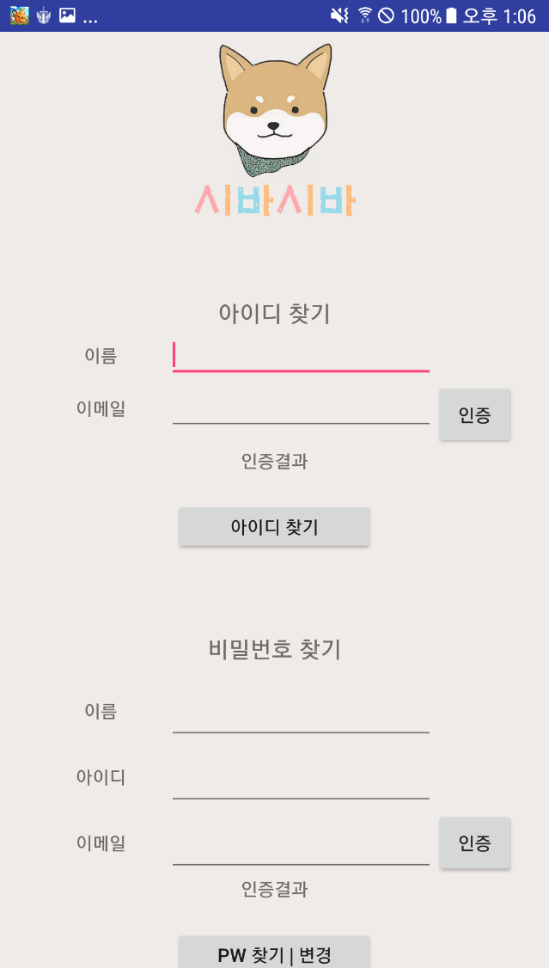 ... 100% 오후 1:06
시바시바
아이디 찾기
이름
이메일
인증
인증결과
아이디 찾기
비밀번호 찾기
이름
아이디
이메일
인증
인증결과
PW 찾기 | 변경